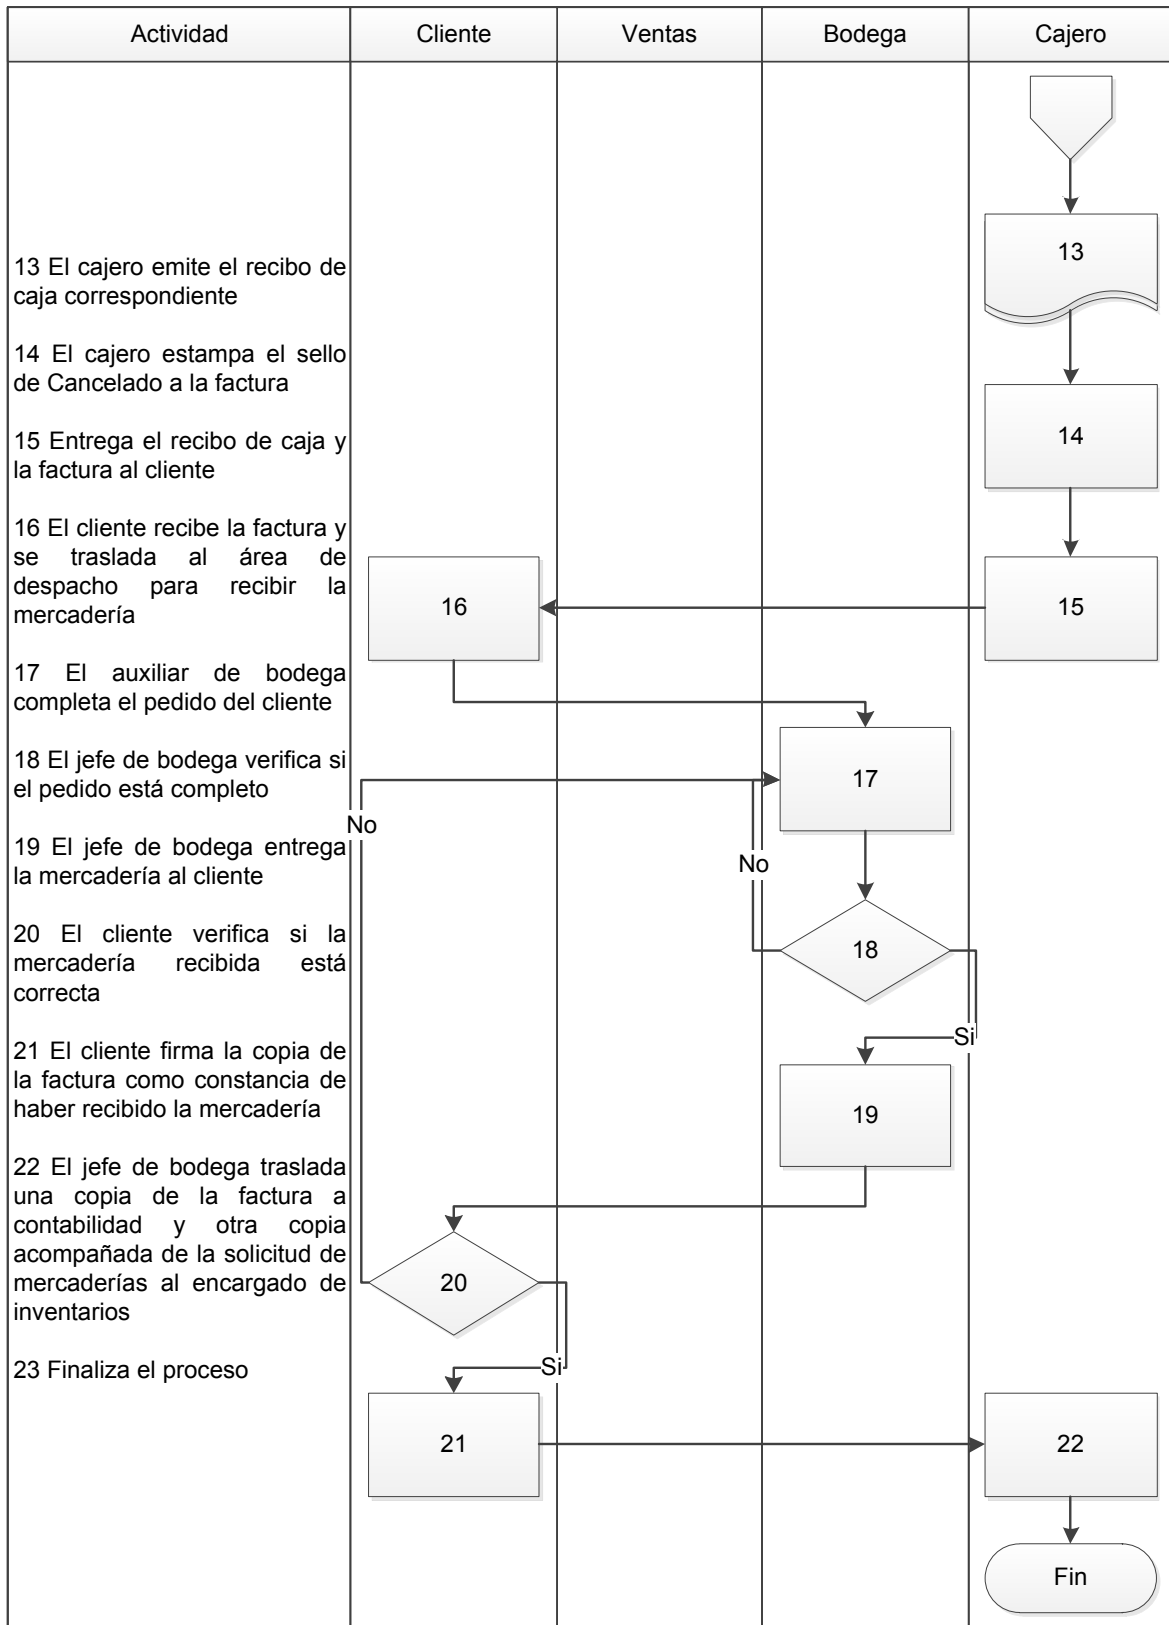 Actividad
Cliente
Ventas
Bodega
Cajero
13 El cajero emite el recibo de
caja correspondiente
14 El cajero estampa el sello
de Cancelado a la factura
15 Entrega el recibo de caja y
la factura al cliente
16 El cliente recibe la factura y
se traslada al área de
despacho para recibir la
mercadería
17 El auxiliar de bodega
completa el pedido del cliente
18 El jefe de bodega verifica si
el pedido está completo
19 El jefe de bodega entrega
la mercadería al cliente
20 El cliente verifica si la
mercadería recibida está
correcta
21 El cliente firma la copia de
la factura como constancia de
haber recibido la mercadería
22 El jefe de bodega traslada
una copia de la factura a
contabilidad y otra copia
acompañada de la solicitud de
mercaderías al encargado de
inventarios
23 Finaliza el proceso
13
14
15
16
17
No
No
18
Si
19
20
Si
21
22
Fin